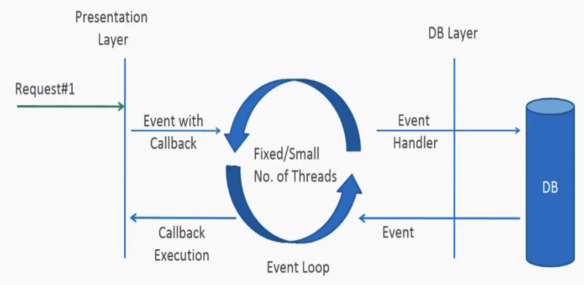 Presentation
Layer
DB Layer
Request#1
Event with
Callback
Event
Handler
Fixed/Small
No. of Threads
DB
Callback
Execution
Event
Event Loop